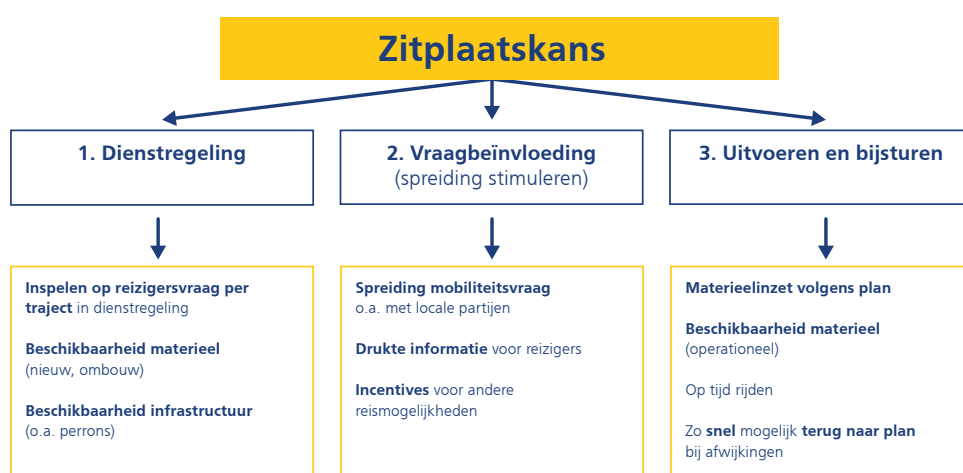 Zitplaatskans
1. Dienstregeling
2. Vraagbeïnvloeding
(spreiding stimuleren)
3. Uitvoeren en bijsturen
Inspelen op reizigersvraag per
traject in dienstregeling
Beschikbaarheid materieel
(nieuw, ombouw)
Beschikbaarheid infrastructuur
(o.a. perrons)
Spreiding mobiliteitsvraag
o.a. met locale partijen
Drukte informatie voor reizigers
Incentives voor andere
reismogelijkheden
Materieelinzet volgens plan
Beschikbaarheid materieel
(operationeel)
Op tijd rijden
Zo snel mogelijk terug naar plan
bij afwijkingen